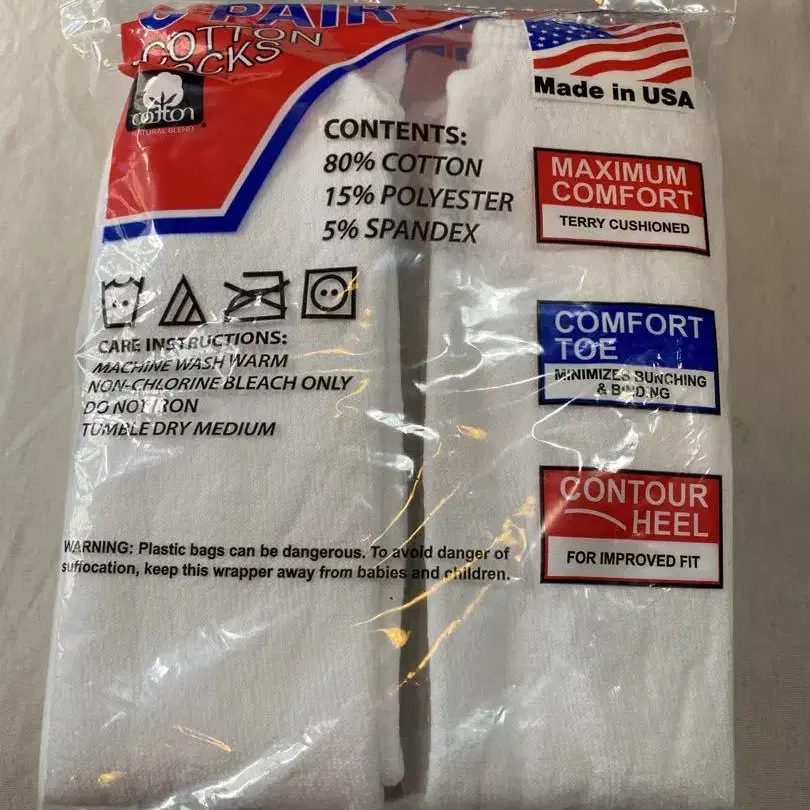 PAIR
COTTON
SOCKS
cotton
NATURAL BLEND
Made in USA
CONTENTS:
80% COTTON
15% POLYESTER
5% SPANDEX
MAXIMUM
COMFORT
TERRY CUSHIONED
COMFORT
TOE
MINIMIZES BUNCHING
& BINDING
CONTOUR
HEEL
FOR IMPROVED FIT
CARE INSTRUCTIONS:
MACHINE WASH WARM
NON-CHLORINE BLEACH ONLY
DO NOT IRON
TUMBLE DRY MEDIUM
WARNING: Plastic bags can be dangerous. To avoid danger of
suffocation, keep this wrapper away from babies and children.